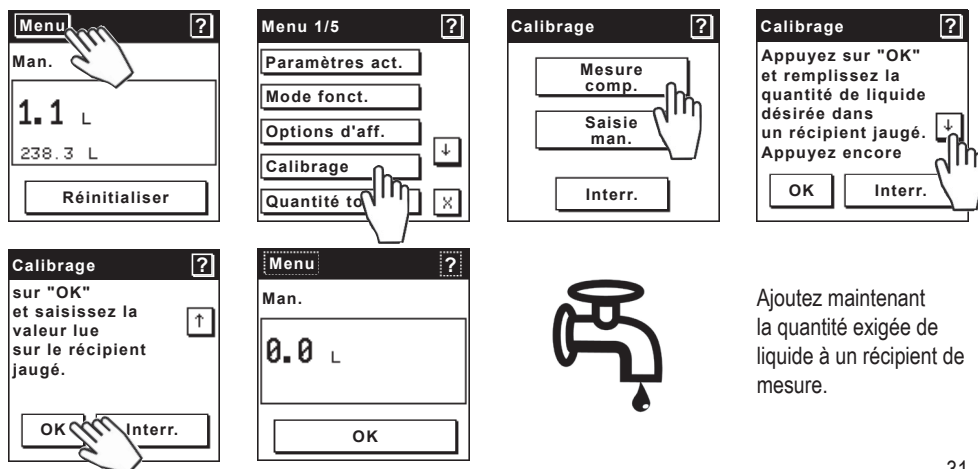 Menu ?
Man.
1.1 L
238.3 L
Réinitialiser
Menu 1/5 ?
Paramètres act.
Mode fonct.
Options d'aff.
↓
Calibrage
Quantité X
Calibrage ?
Mesure
comp.
Saisie
man.
Interr.
Calibrage ?
Appuyez sur "OK"
et remplissez la
quantité de liquide
désirée dans
un récipient jaugé. ↓
Appuyez encore
OK Interr.
Calibrage ?
sur "OK"
et saisissez la
valeur lue ↑
sur le récipient
jaugé.
OK Interr.
Menu ?
Man.
0.0 L
OK
Ajoutez maintenant
la quantité exigée de
liquide à un récipient de
mesure.